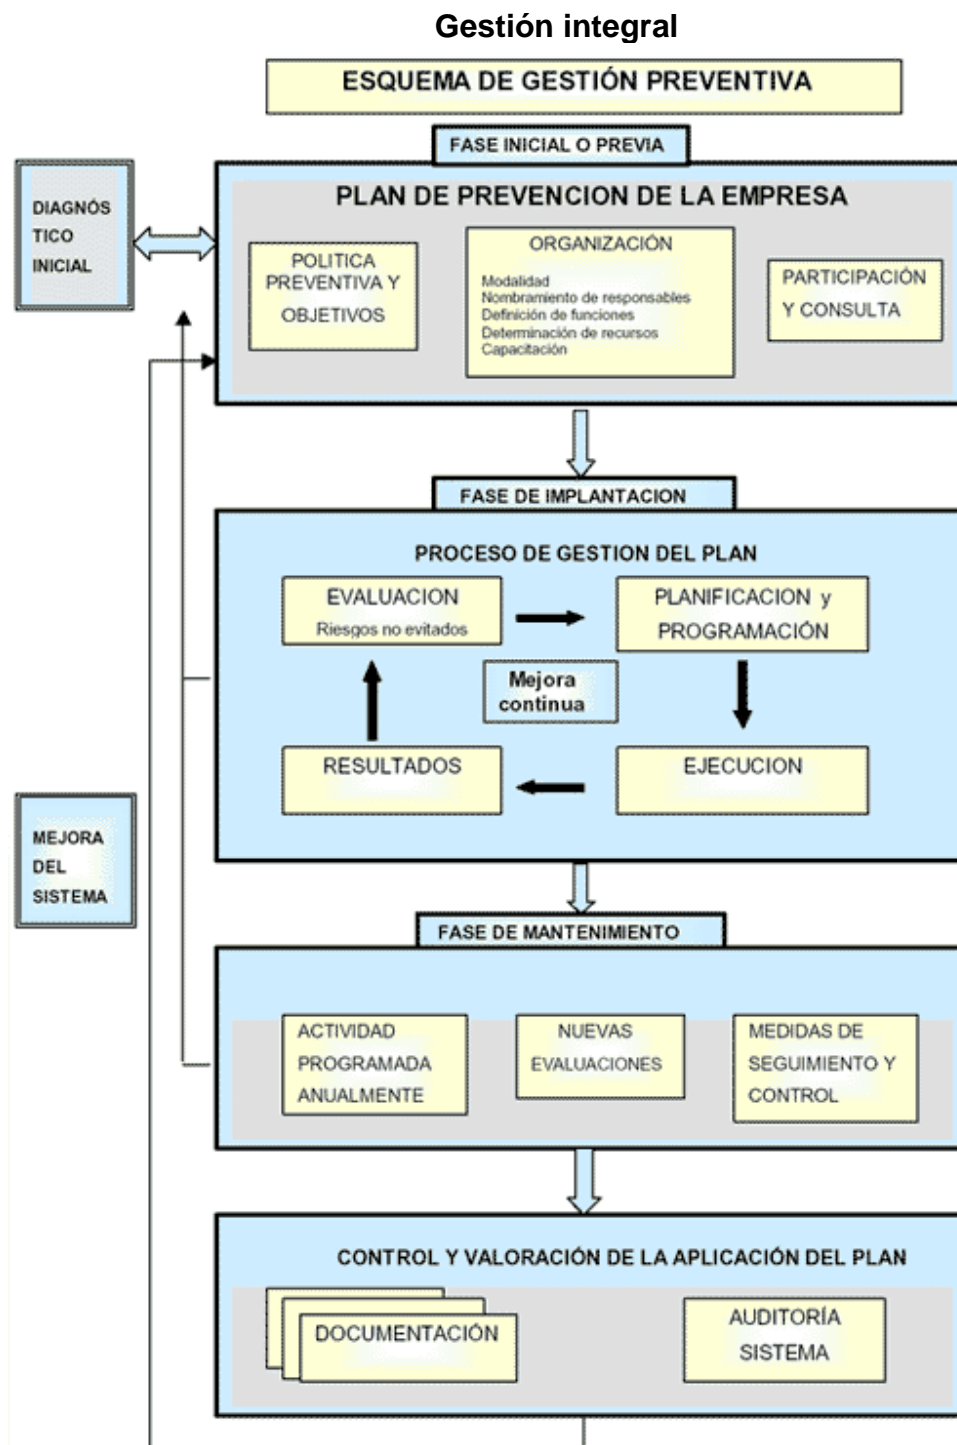 Gestión integral
ESQUEMA DE GESTIÓN PREVENTIVA
FASE INICIAL O PREVIA
DIAGNÓS
TICO
INICIAL
PLAN DE PREVENCION DE LA EMPRESA
POLITICA
PREVENTIVA Y
OBJETIVOS
ORGANIZACIÓN
Modalidad
Nombramiento de responsables
Definición de funciones
Determinación de recursos
Capacitación
PARTICIPACIÓN
Y CONSULTA
FASE DE IMPLANTACION
PROCESO DE GESTION DEL PLAN
EVALUACION
Riesgos no evitados
PLANIFICACION y
PROGRAMACIÓN
Mejora
continua
RESULTADOS
EJECUCION
MEJORA
DEL
SISTEMA
FASE DE MANTENIMIENTO
ACTIVIDAD
PROGRAMADA
ANUALMENTE
NUEVAS
EVALUACIONES
MEDIDAS DE
SEGUIMIENTO Y
CONTROL
CONTROL Y VALORACIÓN DE LA APLICACIÓN DEL PLAN
DOCUMENTACIÓN
AUDITORÍA
SISTEMA